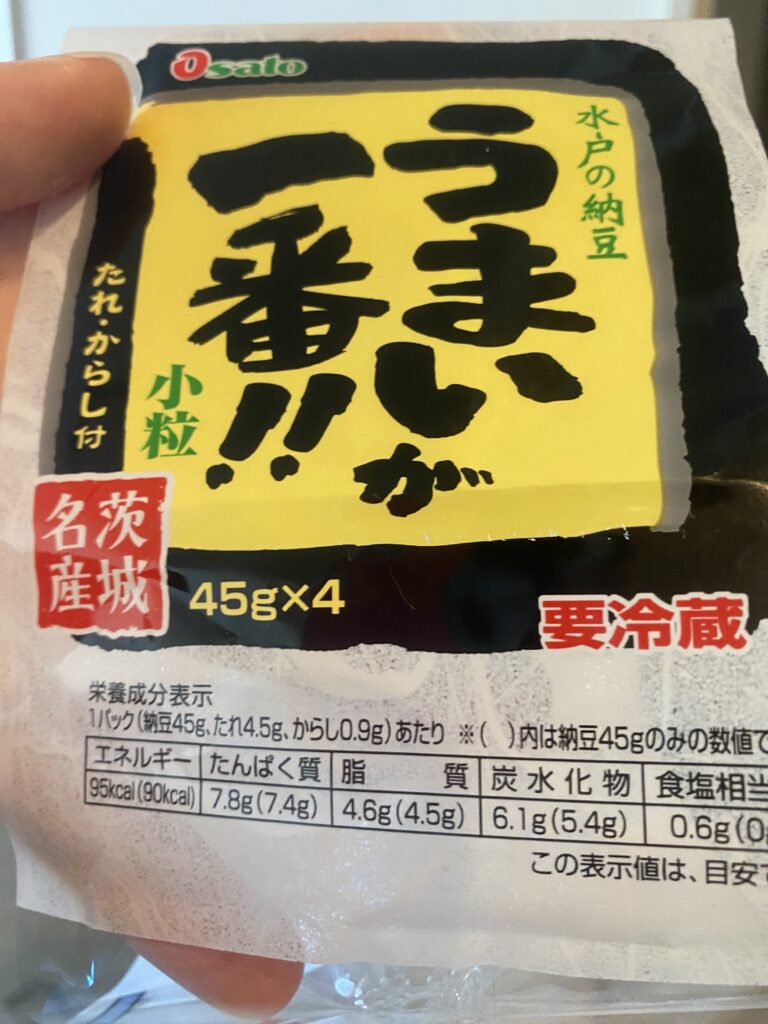 Osato
水戸の納豆
うまいが
一番!!
小粒
たれ・からし付
茨城
名産
45g×4
要冷蔵
栄養成分表示
1パック(納豆45g、たれ4.5g、からし0.9g)あたり ※( )内は納豆45gのみの数値で
エネルギー たんぱく質 脂質 炭水化物 食塩相当
95kcal(90kcal) 7.8g(7.4g) 4.6g(4.5g) 6.1g(5.4g) 0.6g(0g
この表示値は、目安で